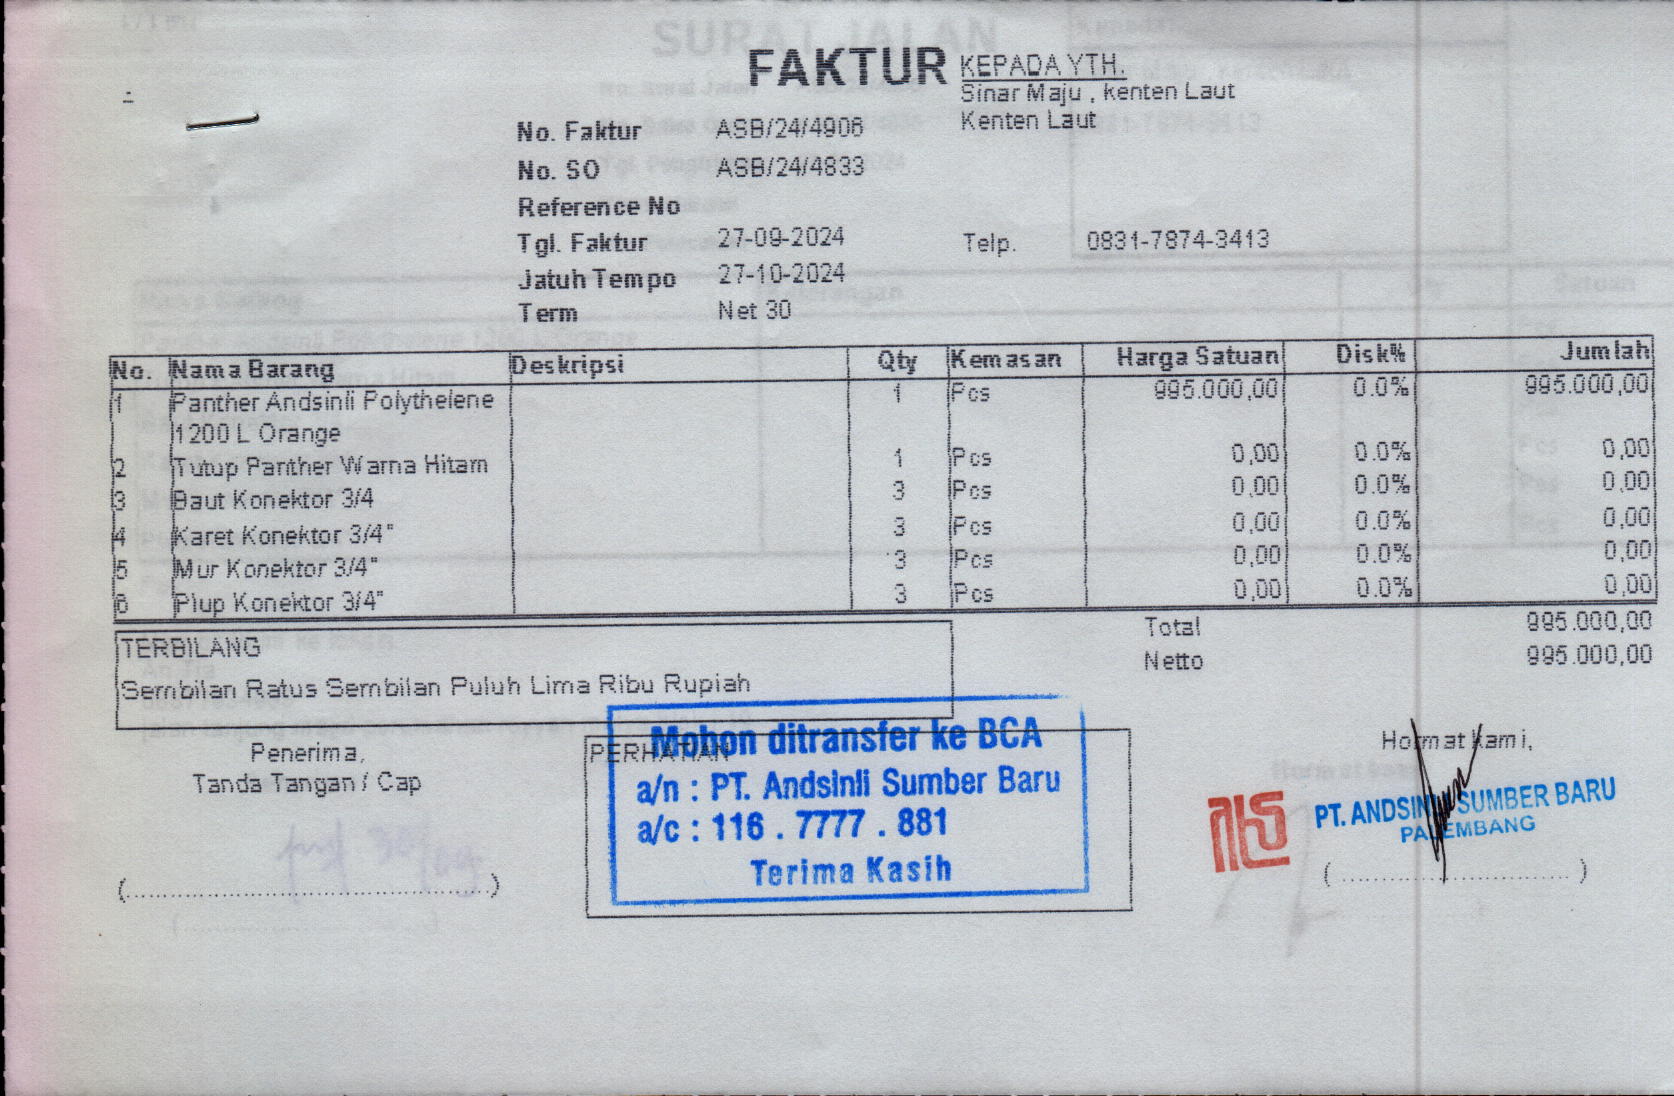 FAKTUR
KEPADA YTH.
Sinar Maju , kenten Laut
Kenten Laut
No. Faktur ASB/24/4906
No. SO ASB/24/4833
Reference No
Tgl. Faktur 27-09-2024
Telp. 0831-7874-3413
Jatuh Tempo 27-10-2024
Term Net 30
No. Nama Barang Deskripsi Qty Kemasan Harga Satuan Disk% Jumlah
1 Panther Andsinli Polythelene 1 Pcs 995.000,00 0.0% 995.000,00
1200 L Orange
2 Tutup Panther Warna Hitam 1 Pcs 0,00 0.0% 0,00
3 Baut Konektor 3/4 3 Pcs 0,00 0.0% 0,00
4 Karet Konektor 3/4" 3 Pcs 0,00 0.0% 0,00
5 Mur Konektor 3/4" 3 Pcs 0,00 0.0% 0,00
6 Plup Konektor 3/4" 3 Pcs 0,00 0.0% 0,00
Total 995.000,00
Netto 995.000,00
TERBILANG
Sembilan Ratus Sembilan Puluh Lima Ribu Rupiah
Penerima,
Tanda Tangan / Cap
PERHATIAN
Mohon ditransfer ke BCA
a/n : PT. Andsinli Sumber Baru
a/c : 116 . 7777 . 881
Terima Kasih
Hormat kami,
PT. ANDSINLI SUMBER BARU
PALEMBANG